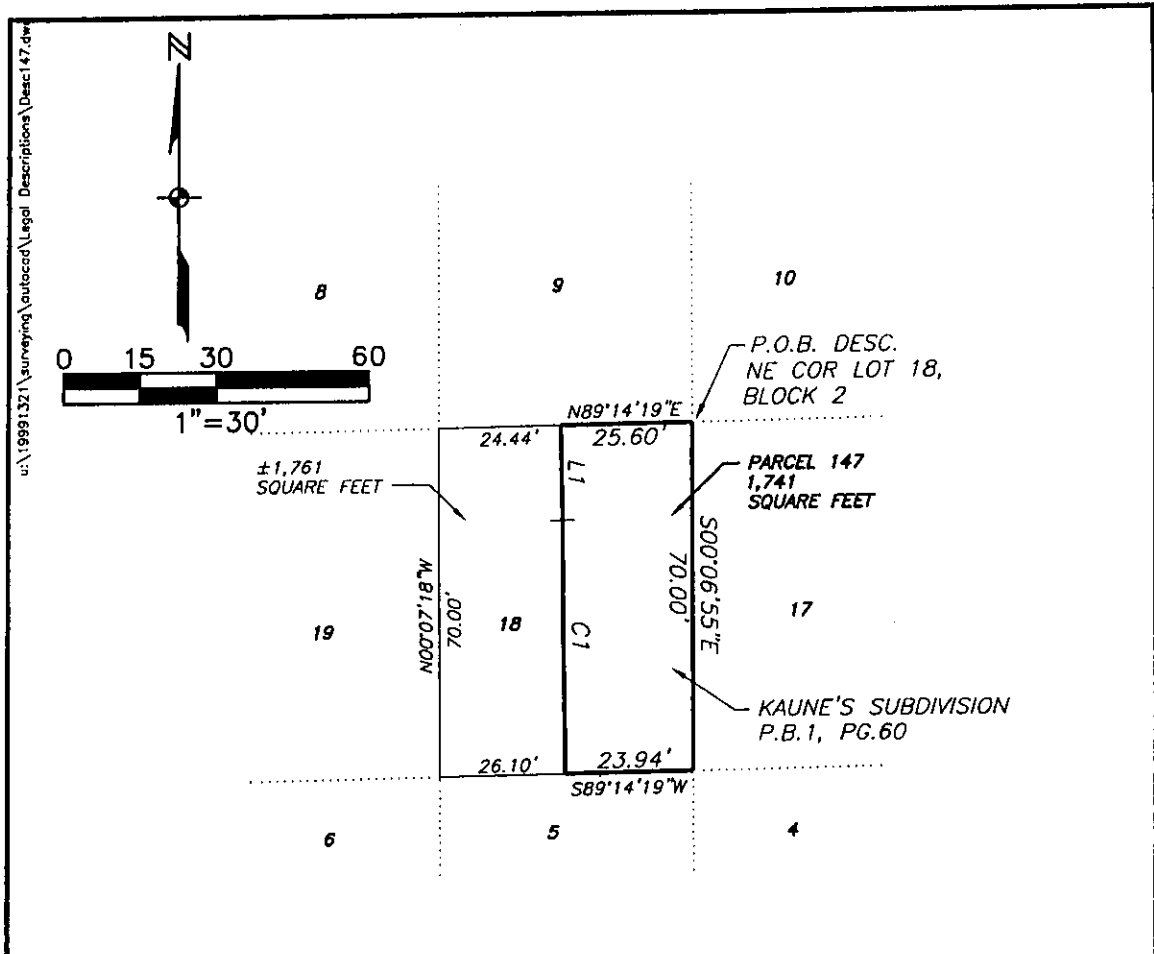 u:\19991321\surveying\autocad\Legal Descriptions\Desc147.dw
N
8
9
10
0 15 30 60
1"=30'
P.O.B. DESC.
NE COR LOT 18,
BLOCK 2
N89°14'19"E
24.44'
25.60'
±1,761
SQUARE FEET
L1
PARCEL 147
1,741
SQUARE FEET
N00°07'18"W
70.00'
S00°06'55"E
70.00'
19
18
C1
17
KAUNE'S SUBDIVISION
P.B.1, PG.60
26.10'
23.94'
S89°14'19"W
6
5
4